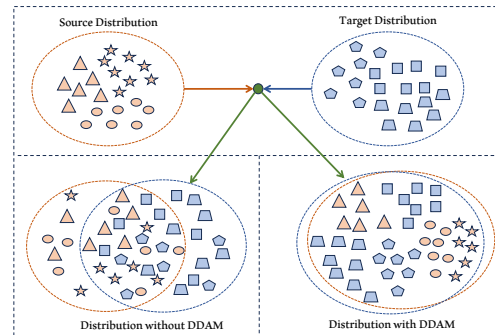 Source Distribution
Target Distribution
Distribution without DDAM
Distribution with DDAM